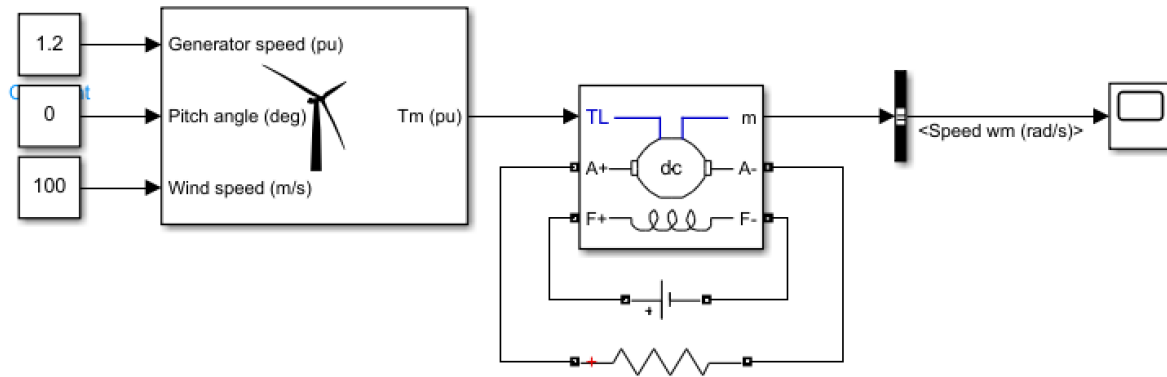 1.2
Generator speed (pu)
0
Pitch angle (deg)
Tm (pu)
100
Wind speed (m/s)
TL
m
A+
dc
A-
F+
F-
+
+
<Speed wm (rad/s)>